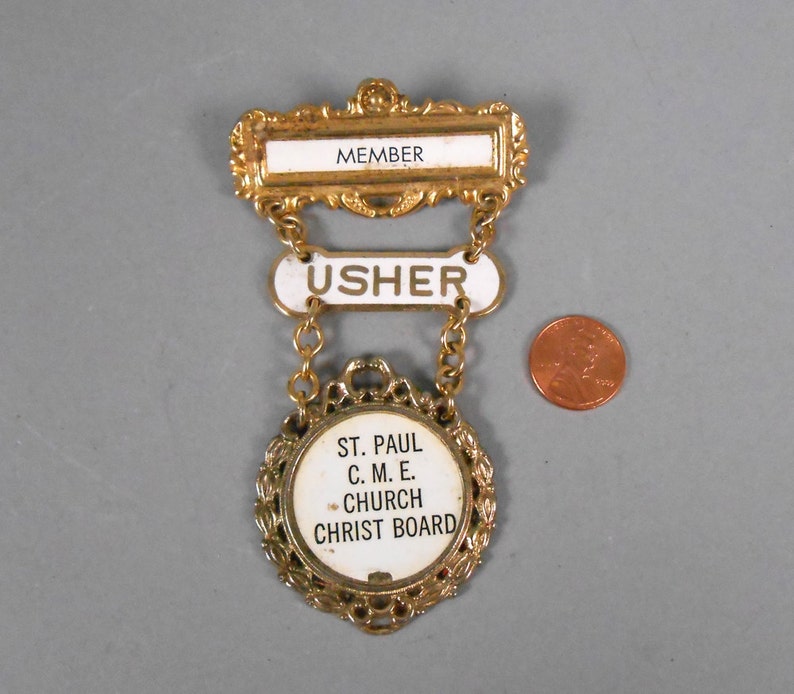 MEMBER
USHER
ST. PAUL
C. M. E.
CHURCH
CHRIST BOARD